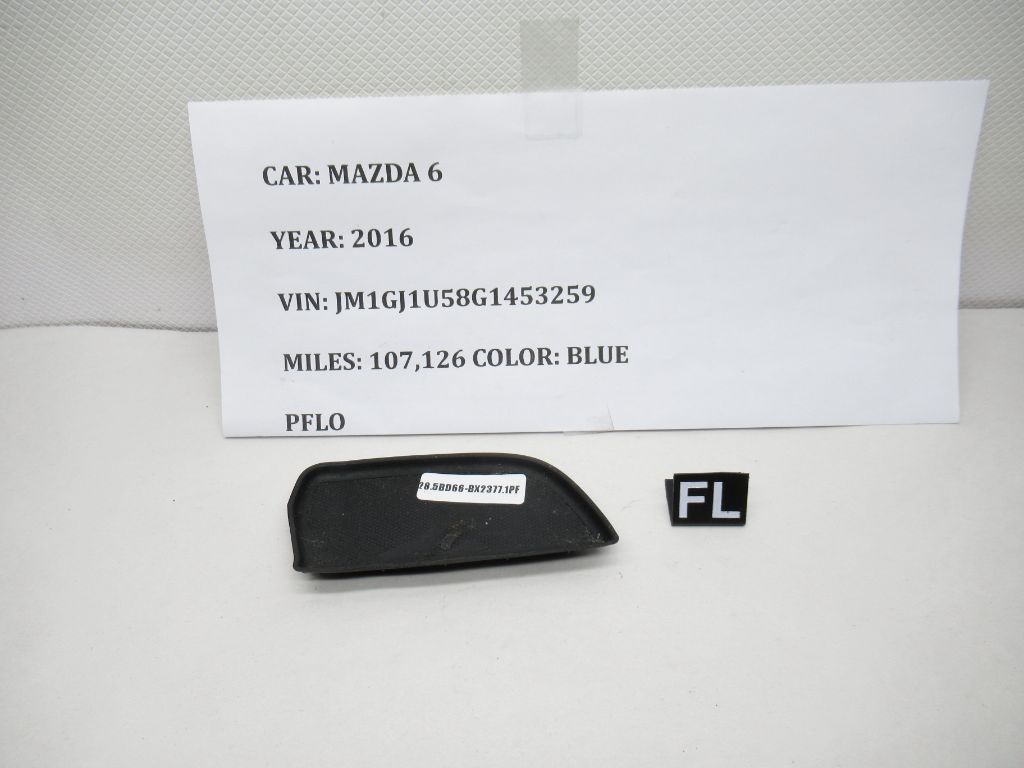 CAR: MAZDA 6
YEAR: 2016
VIN: JM1GJ1U58G1453259
MILES: 107,126 COLOR: BLUE
PFLO
28.5BD66-BX2377.1PF
FL